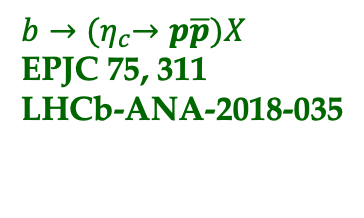 b → (η_c→ pp̅)X
EPJC 75, 311
LHCb-ANA-2018-035